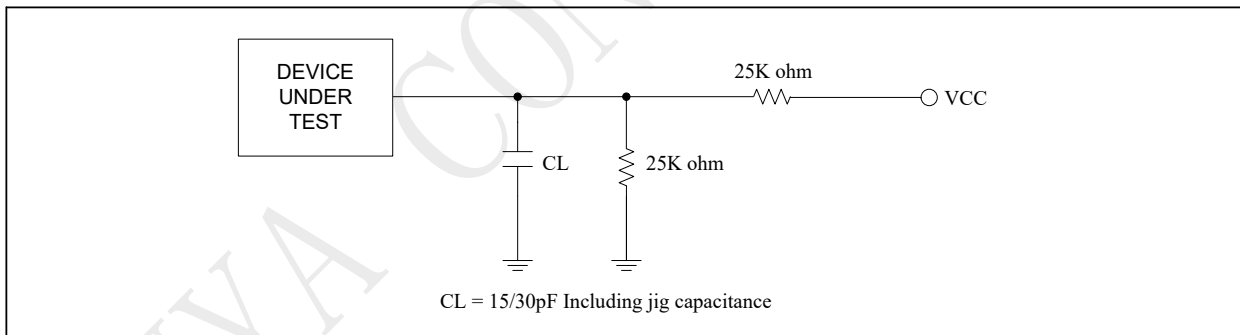 DEVICE
UNDER
TEST
25K ohm
VCC
CL
25K ohm
CL = 15/30pF Including jig capacitance